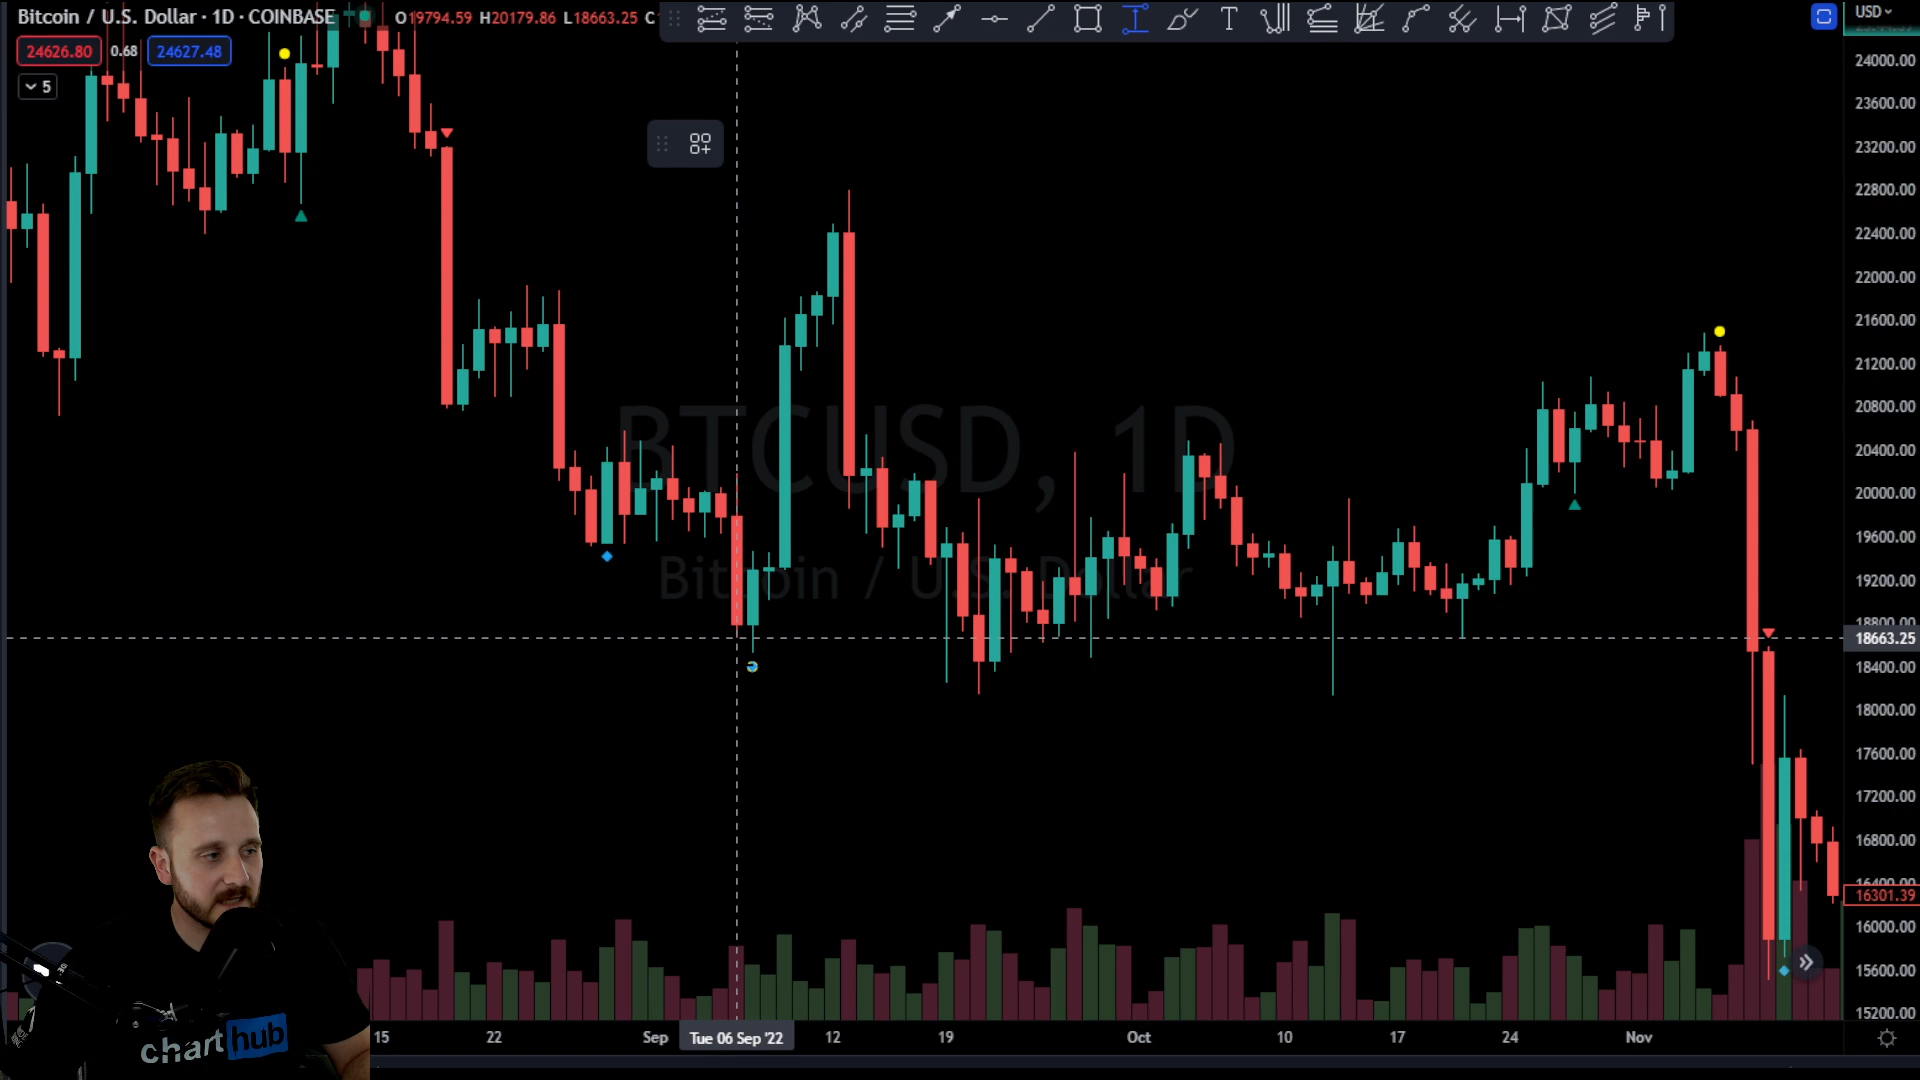 Bitcoin / U.S. Dollar · 1D · COINBASE
O19794.59 H20179.86 L18663.25 C
T
USD
24626.80 0.68 24627.48
5
24000.00
23600.00
23200.00
22800.00
22400.00
22000.00
21600.00
21200.00
20800.00
20400.00
20000.00
19600.00
19200.00
18800.00
18663.25
18400.00
18000.00
17600.00
17200.00
16800.00
16400.00
16301.39
16000.00
15600.00
15200.00
BTCUSD, 1D
Bitcoin / U.S. Dollar
15 22 Sep Tue 06 Sep '22 12 19 Oct 10 17 24 Nov
chart hub